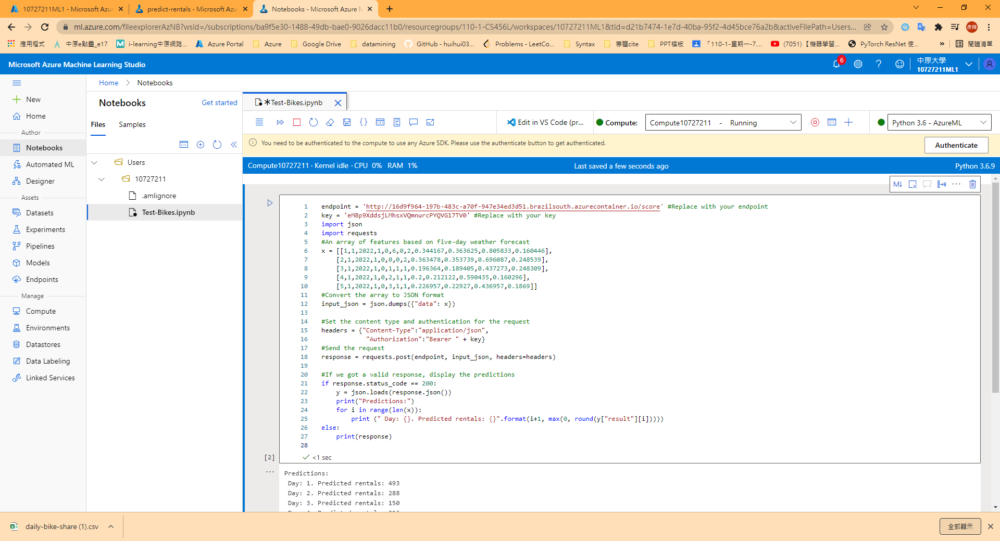 10727211ML1 - Microsoft Azur
predict-rentals - Microsoft Azu
Notebooks - Microsoft Azure M
ml.azure.com/fileexplorerAzNB?wsid=/subscriptions/ba9f5e30-1488-49db-bae0-9026dacc11b0/resourcegroups/110-1-CS456L/workspaces/10727211ML1&tid=d21b7474-1e7d-40ba-95f2-4d45bce76a2b&activeFilePath=Users...
彥輝
應用程式
中原e點靈_e17
i-learning中原網路...
Azure Portal
Azure
Google Drive
datamining
GitHub - huihui03...
Problems - LeetCo...
Syntax
專題cite
PPT模板
「110-1-星期一-7....
(7051) 【機器學習...
PyTorch ResNet 使...
»
閱讀清單
Microsoft Azure Machine Learning Studio
6
中原大學
10727211ML1
Home > Notebooks
New
Home
Author
Notebooks
Automated ML
Designer
Assets
Datasets
Experiments
Pipelines
Models
Endpoints
Manage
Compute
Environments
Datastores
Data Labeling
Linked Services
Notebooks
Get started
Files
Samples
Users
10727211
.amlignore
Test-Bikes.ipynb
*Test-Bikes.ipynb
Edit in VS Code (pr...
Compute:
Compute10727211 - Running
Python 3.6 - AzureML
You need to be authenticated to the compute to use any Azure SDK. Please use the authenticate button to get authenticated.
Authenticate
Compute10727211 · Kernel idle · CPU 0% RAM 1%
Last saved a few seconds ago
Python 3.6.9
M↓
1 endpoint = 'http://16d9f964-197b-483c-a70f-947e34ed3d51.brazilsouth.azurecontainer.io/score' #Replace with your endpoint
2 key = 'eM8p9XddsjLMhsxVQmnurcPYQVG17TV0' #Replace with your key
3 import json
4 import requests
5 #An array of features based on five-day weather forecast
6 x = [[1,1,2022,1,0,6,0,2,0.344167,0.363625,0.805833,0.160446],
7 [2,1,2022,1,0,0,0,2,0.363478,0.353739,0.696087,0.248539],
8 [3,1,2022,1,0,1,1,1,0.196364,0.189405,0.437273,0.248309],
9 [4,1,2022,1,0,2,1,1,0.2,0.212122,0.590435,0.160296],
10 [5,1,2022,1,0,3,1,1,0.226957,0.22927,0.436957,0.1869]]
11 #Convert the array to JSON format
12 input_json = json.dumps({"data": x})
13
14 #Set the content type and authentication for the request
15 headers = {"Content-Type":"application/json",
16 "Authorization":"Bearer " + key}
17 #Send the request
18 response = requests.post(endpoint, input_json, headers=headers)
19
20 #If we got a valid response, display the predictions
21 if response.status_code == 200:
22 y = json.loads(response.json())
23 print("Predictions:")
24 for i in range(len(x)):
25 print (" Day: {}. Predicted rentals: {}".format(i+1, max(0, round(y["result"][i]))))
26 else:
27 print(response)
28
[2]
<1 sec
Predictions:
Day: 1. Predicted rentals: 493
Day: 2. Predicted rentals: 288
Day: 3. Predicted rentals: 150
daily-bike-share (1).csv
全部顯示